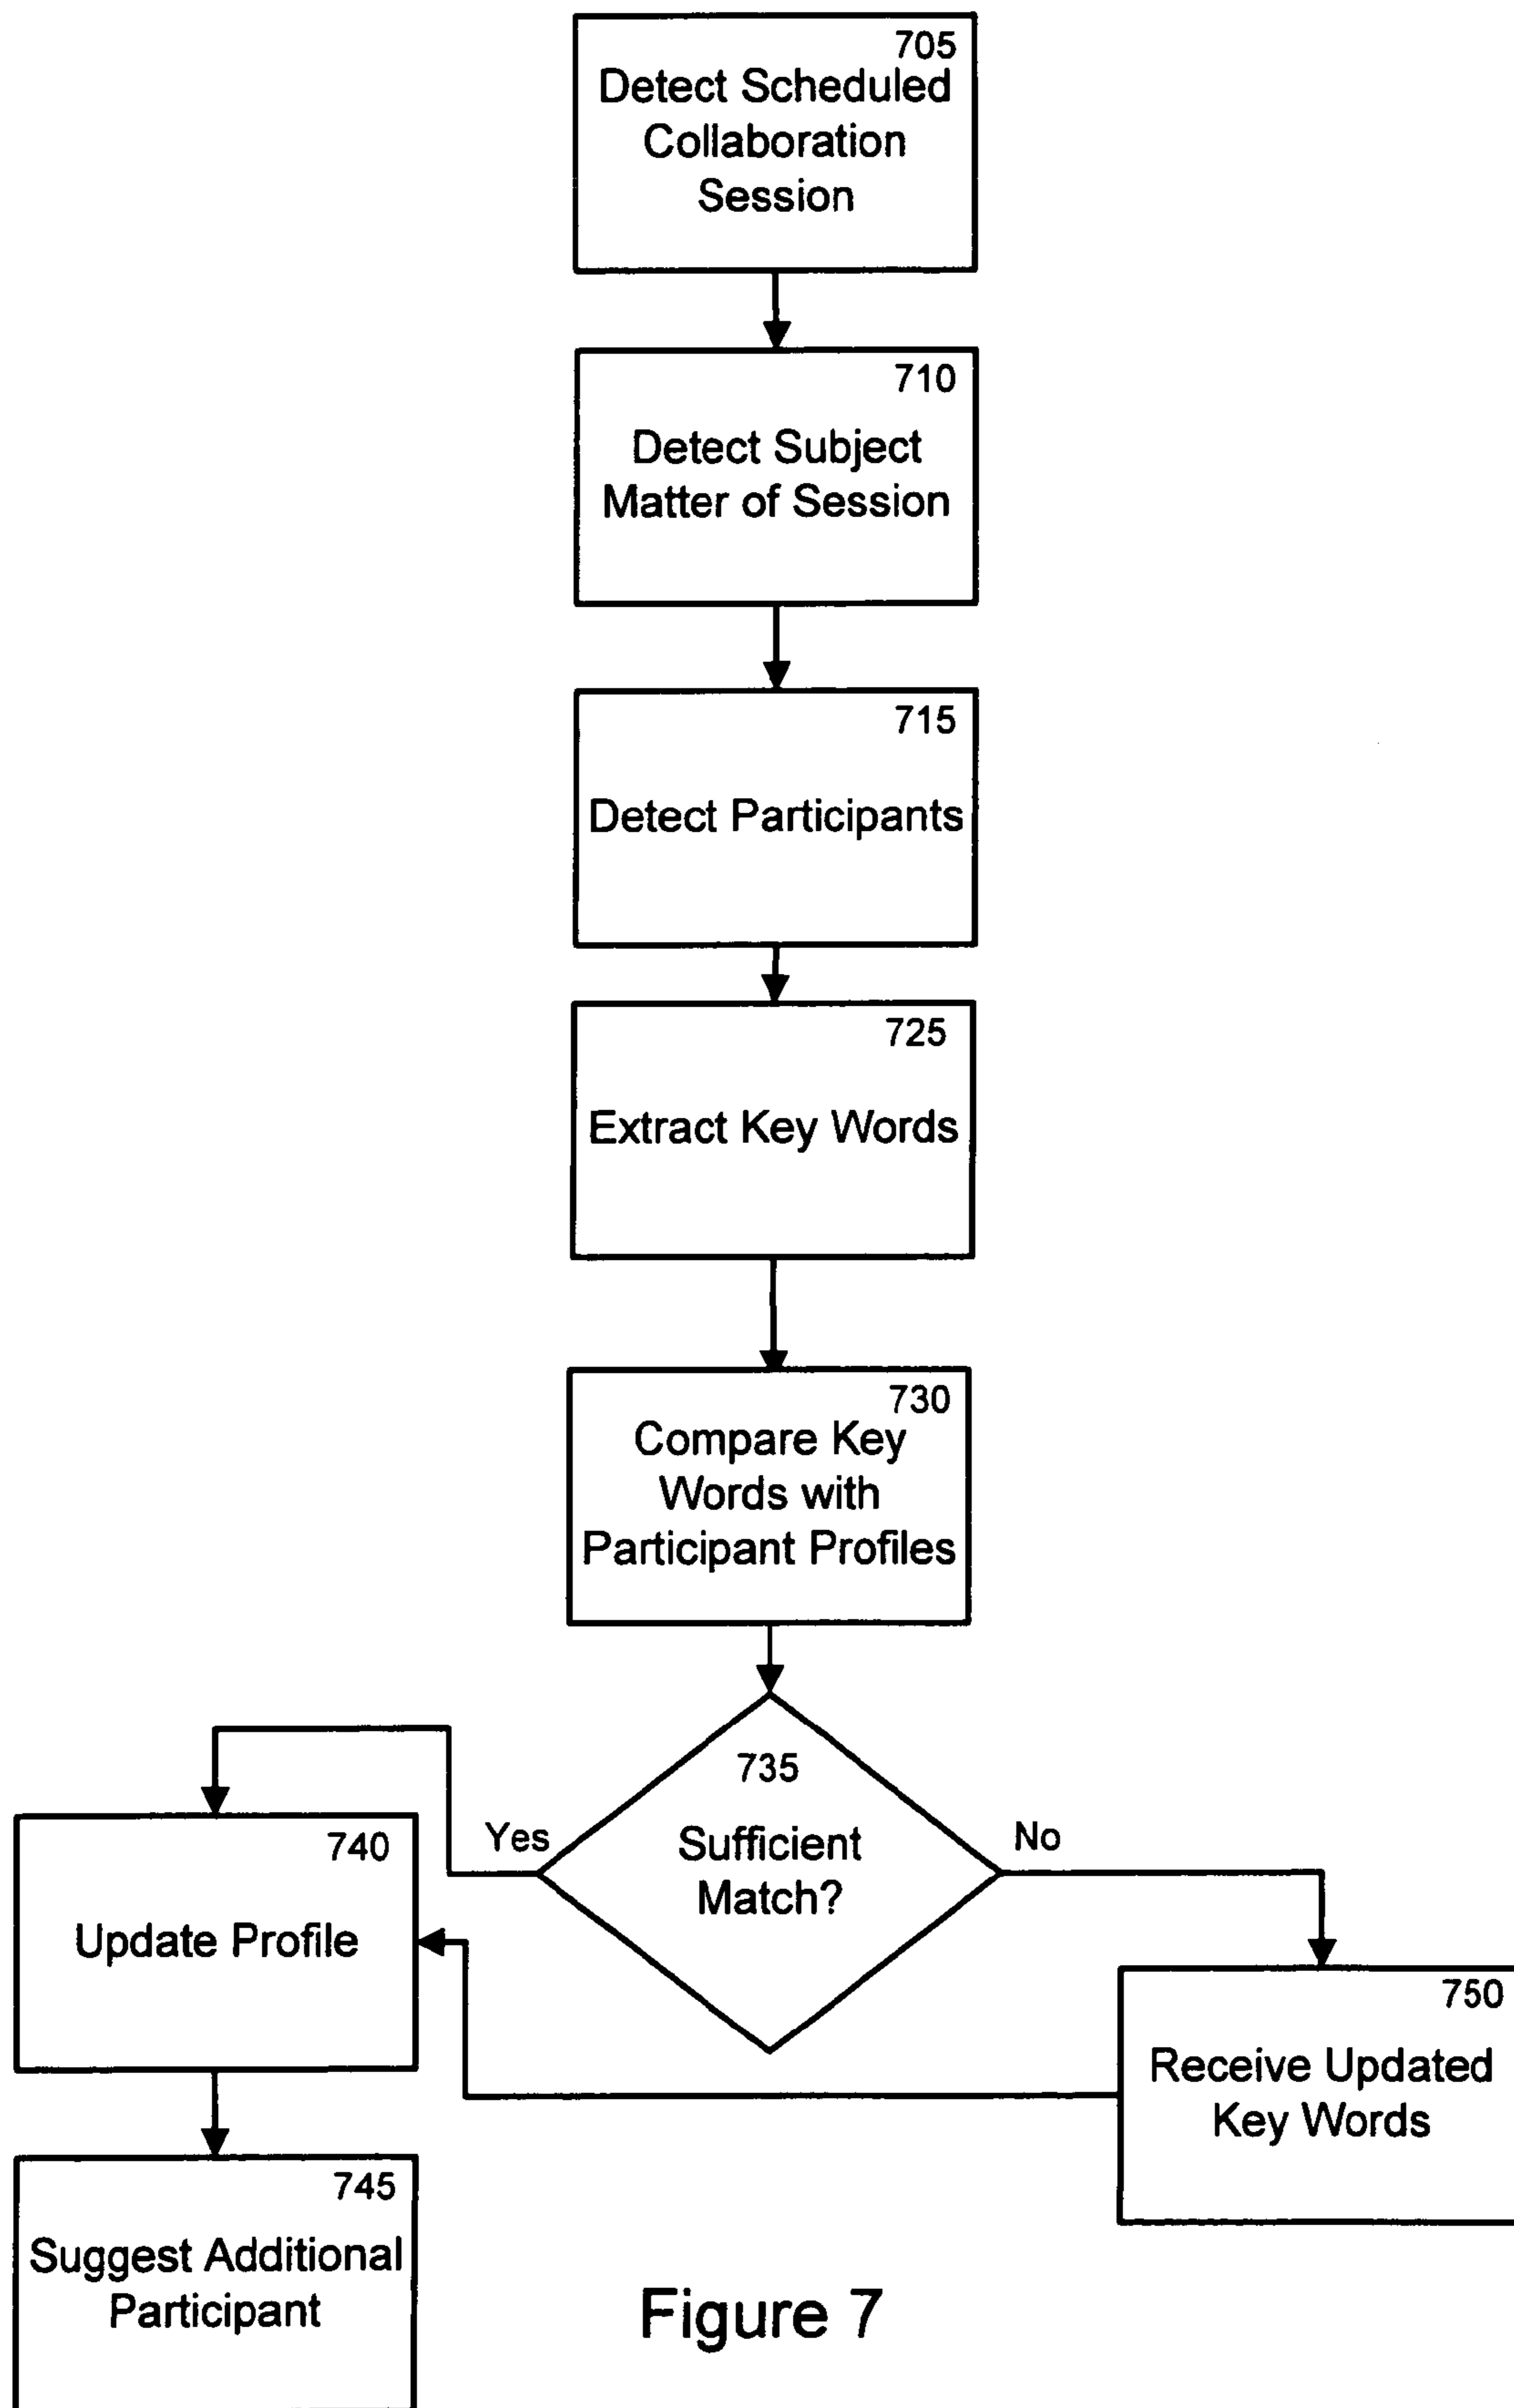 705
Detect Scheduled
Collaboration
Session
710
Detect Subject
Matter of Session
715
Detect Participants
725
Extract Key Words
730
Compare Key
Words with
Participant Profiles
735
Sufficient
Match?
Yes
No
740
Update Profile
750
Receive Updated
Key Words
745
Suggest Additional
Participant
Figure 7